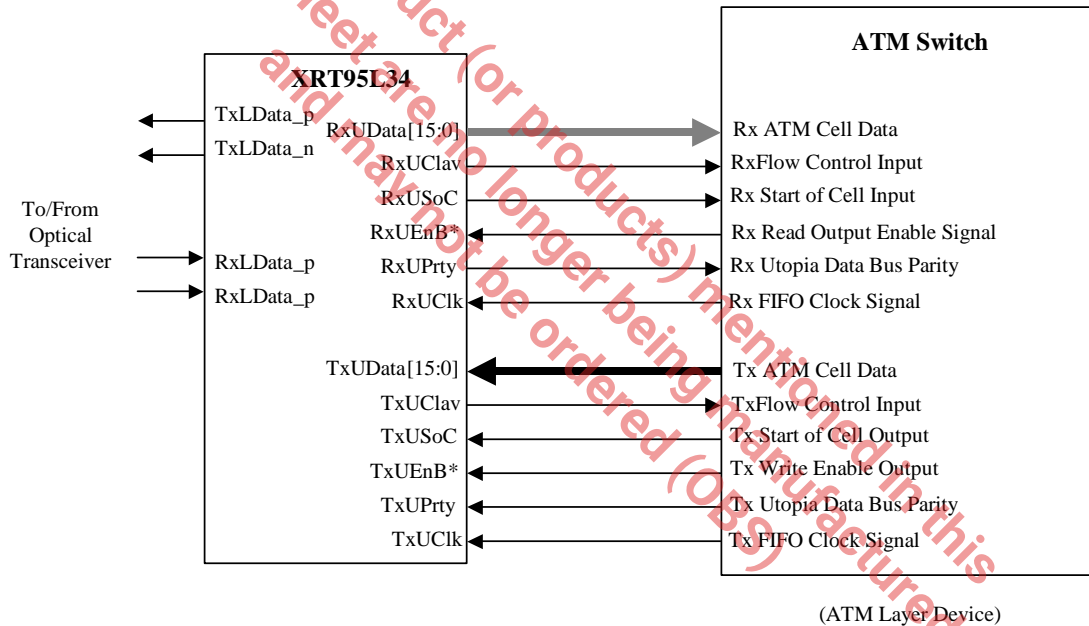 XRT95L34
TxLData_p
TxLData_n
To/From
Optical
Transceiver
RxLData_p
RxLData_p
RxUData[15:0]
RxUClav
RxUSoC
RxUEnB*
RxUPrty
RxUClk
TxUData[15:0]
TxUClav
TxUSoC
TxUEnB*
TxUPrty
TxUClk
ATM Switch
Rx ATM Cell Data
RxFlow Control Input
Rx Start of Cell Input
Rx Read Output Enable Signal
Rx Utopia Data Bus Parity
Rx FIFO Clock Signal
Tx ATM Cell Data
TxFlow Control Input
Tx Start of Cell Output
Tx Write Enable Output
Tx Utopia Data Bus Parity
Tx FIFO Clock Signal
(ATM Layer Device)
(or products) mentioned in this
are no longer being manufactured
and may not be ordered (OBS)